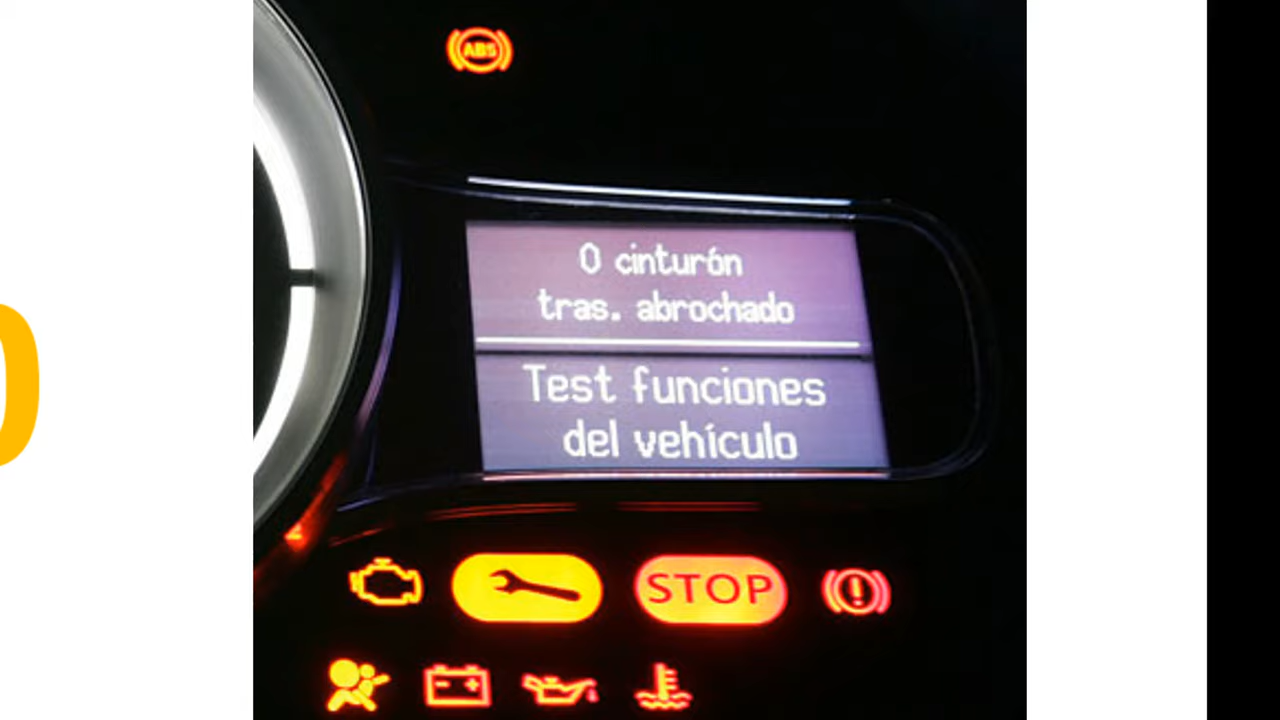 ABS
0 cinturón
tras. abrochado
Test funciones
del vehículo
STOP